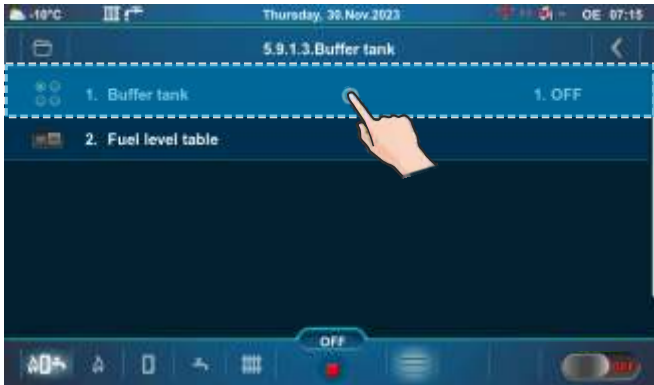 -10°C Thursday, 30.Nov.2023 OE 07:15
5.9.1.3.Buffer tank
1. Buffer tank 1. OFF
2. Fuel level table
OFF
OFF